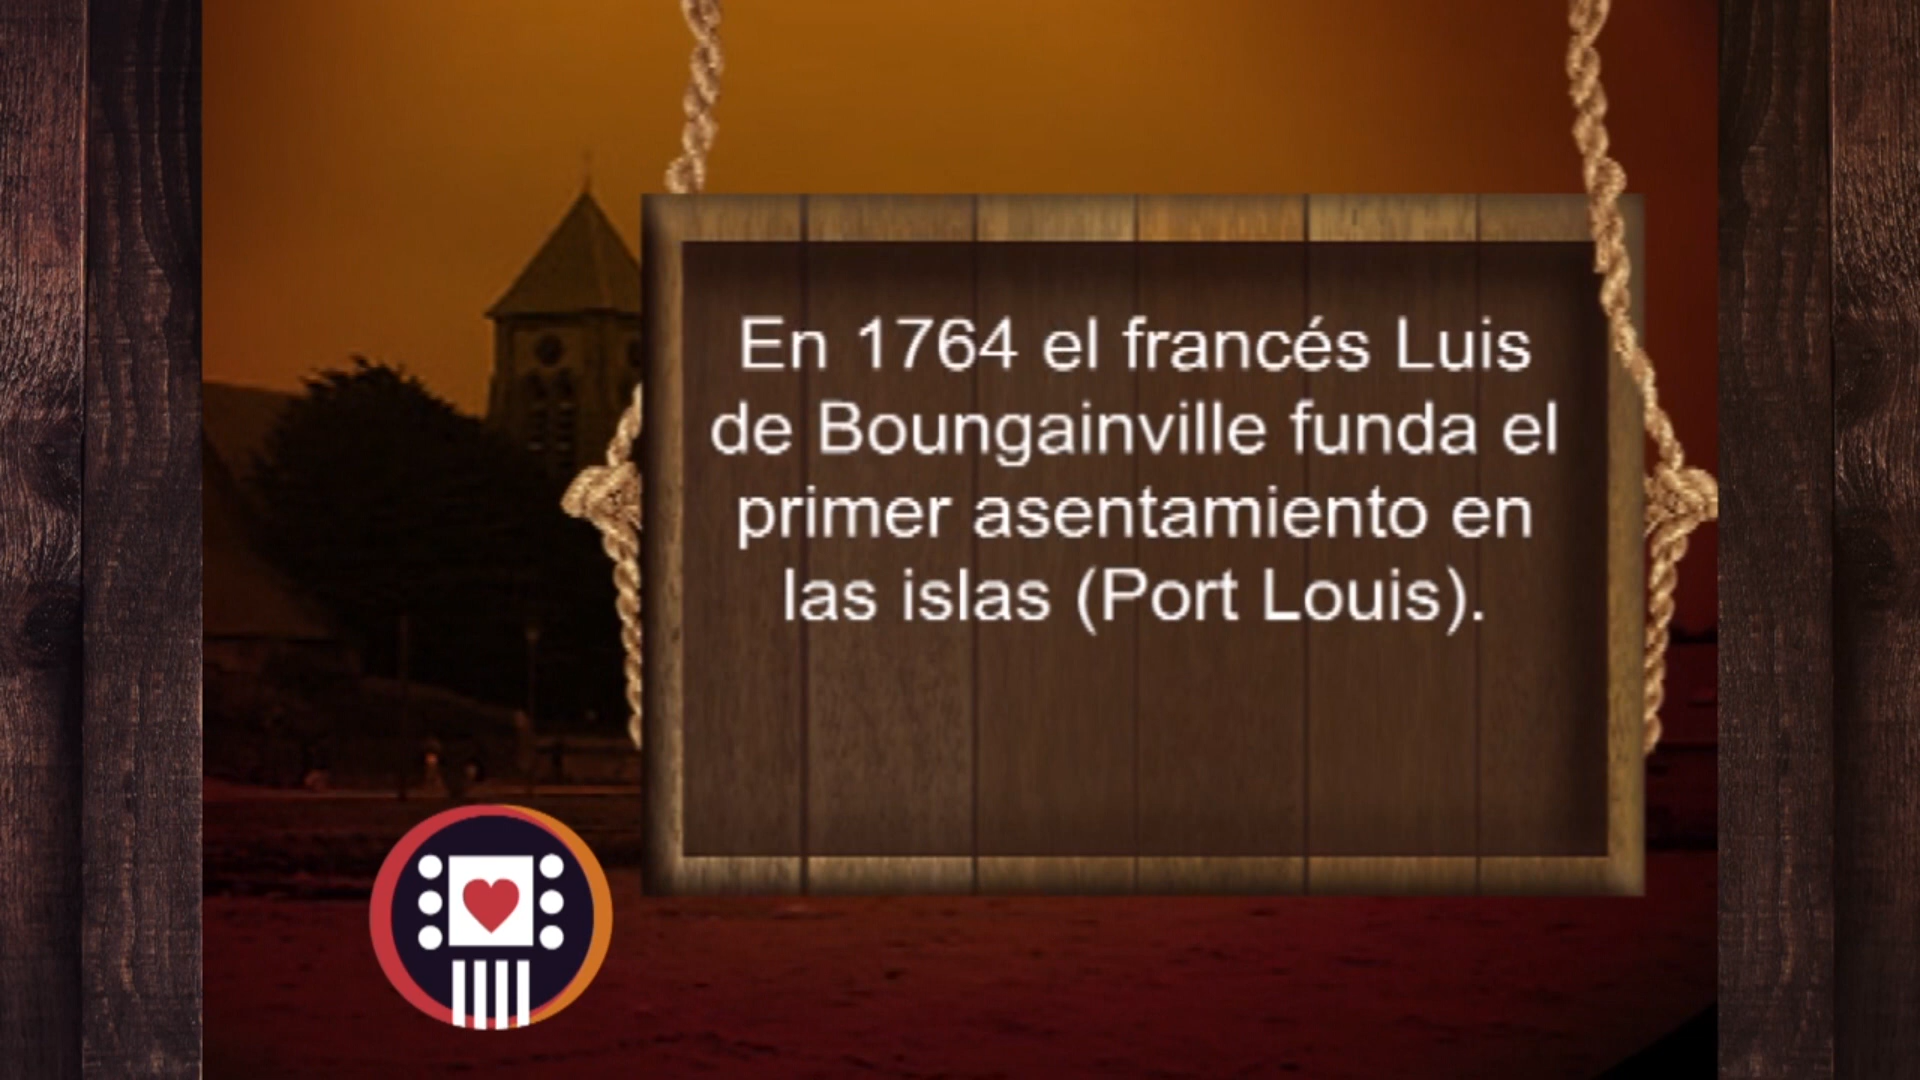 En 1764 el francés Luis
de Boungainville funda el
primer asentamiento en
las islas (Port Louis).